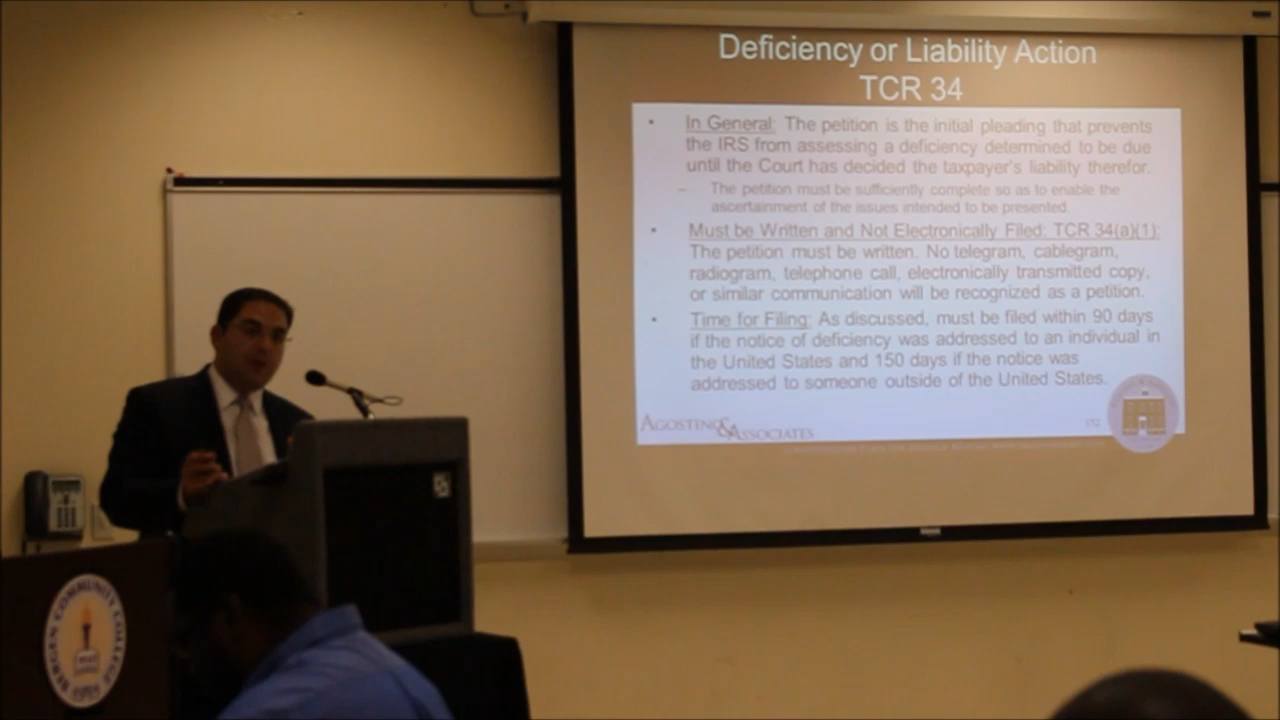 Deficiency or Liability Action
TCR 34
• In General: The petition is the initial pleading that prevents
the IRS from assessing a deficiency determined to be due
until the Court has decided the taxpayer's liability therefor.
– The petition must be sufficiently complete so as to enable the
ascertainment of the issues intended to be presented.
• Must be Written and Not Electronically Filed: TCR 34(a)(1):
The petition must be written. No telegram, cablegram,
radiogram, telephone call, electronically transmitted copy,
or similar communication will be recognized as a petition.
• Time for Filing: As discussed, must be filed within 90 days
if the notice of deficiency was addressed to an individual in
the United States and 150 days if the notice was
addressed to someone outside of the United States.
AGOSTINO & ASSOCIATES
152
BERGEN COMMUNITY COLLEGE